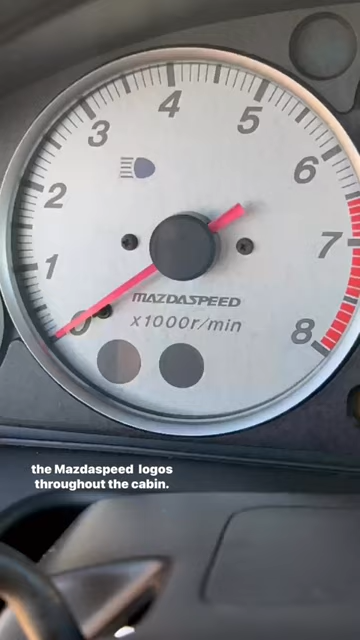 4
3
5
2
6
1
7
0
MAZDASPEED
x1000r/min
8
the Mazdaspeed logos
throughout the cabin.